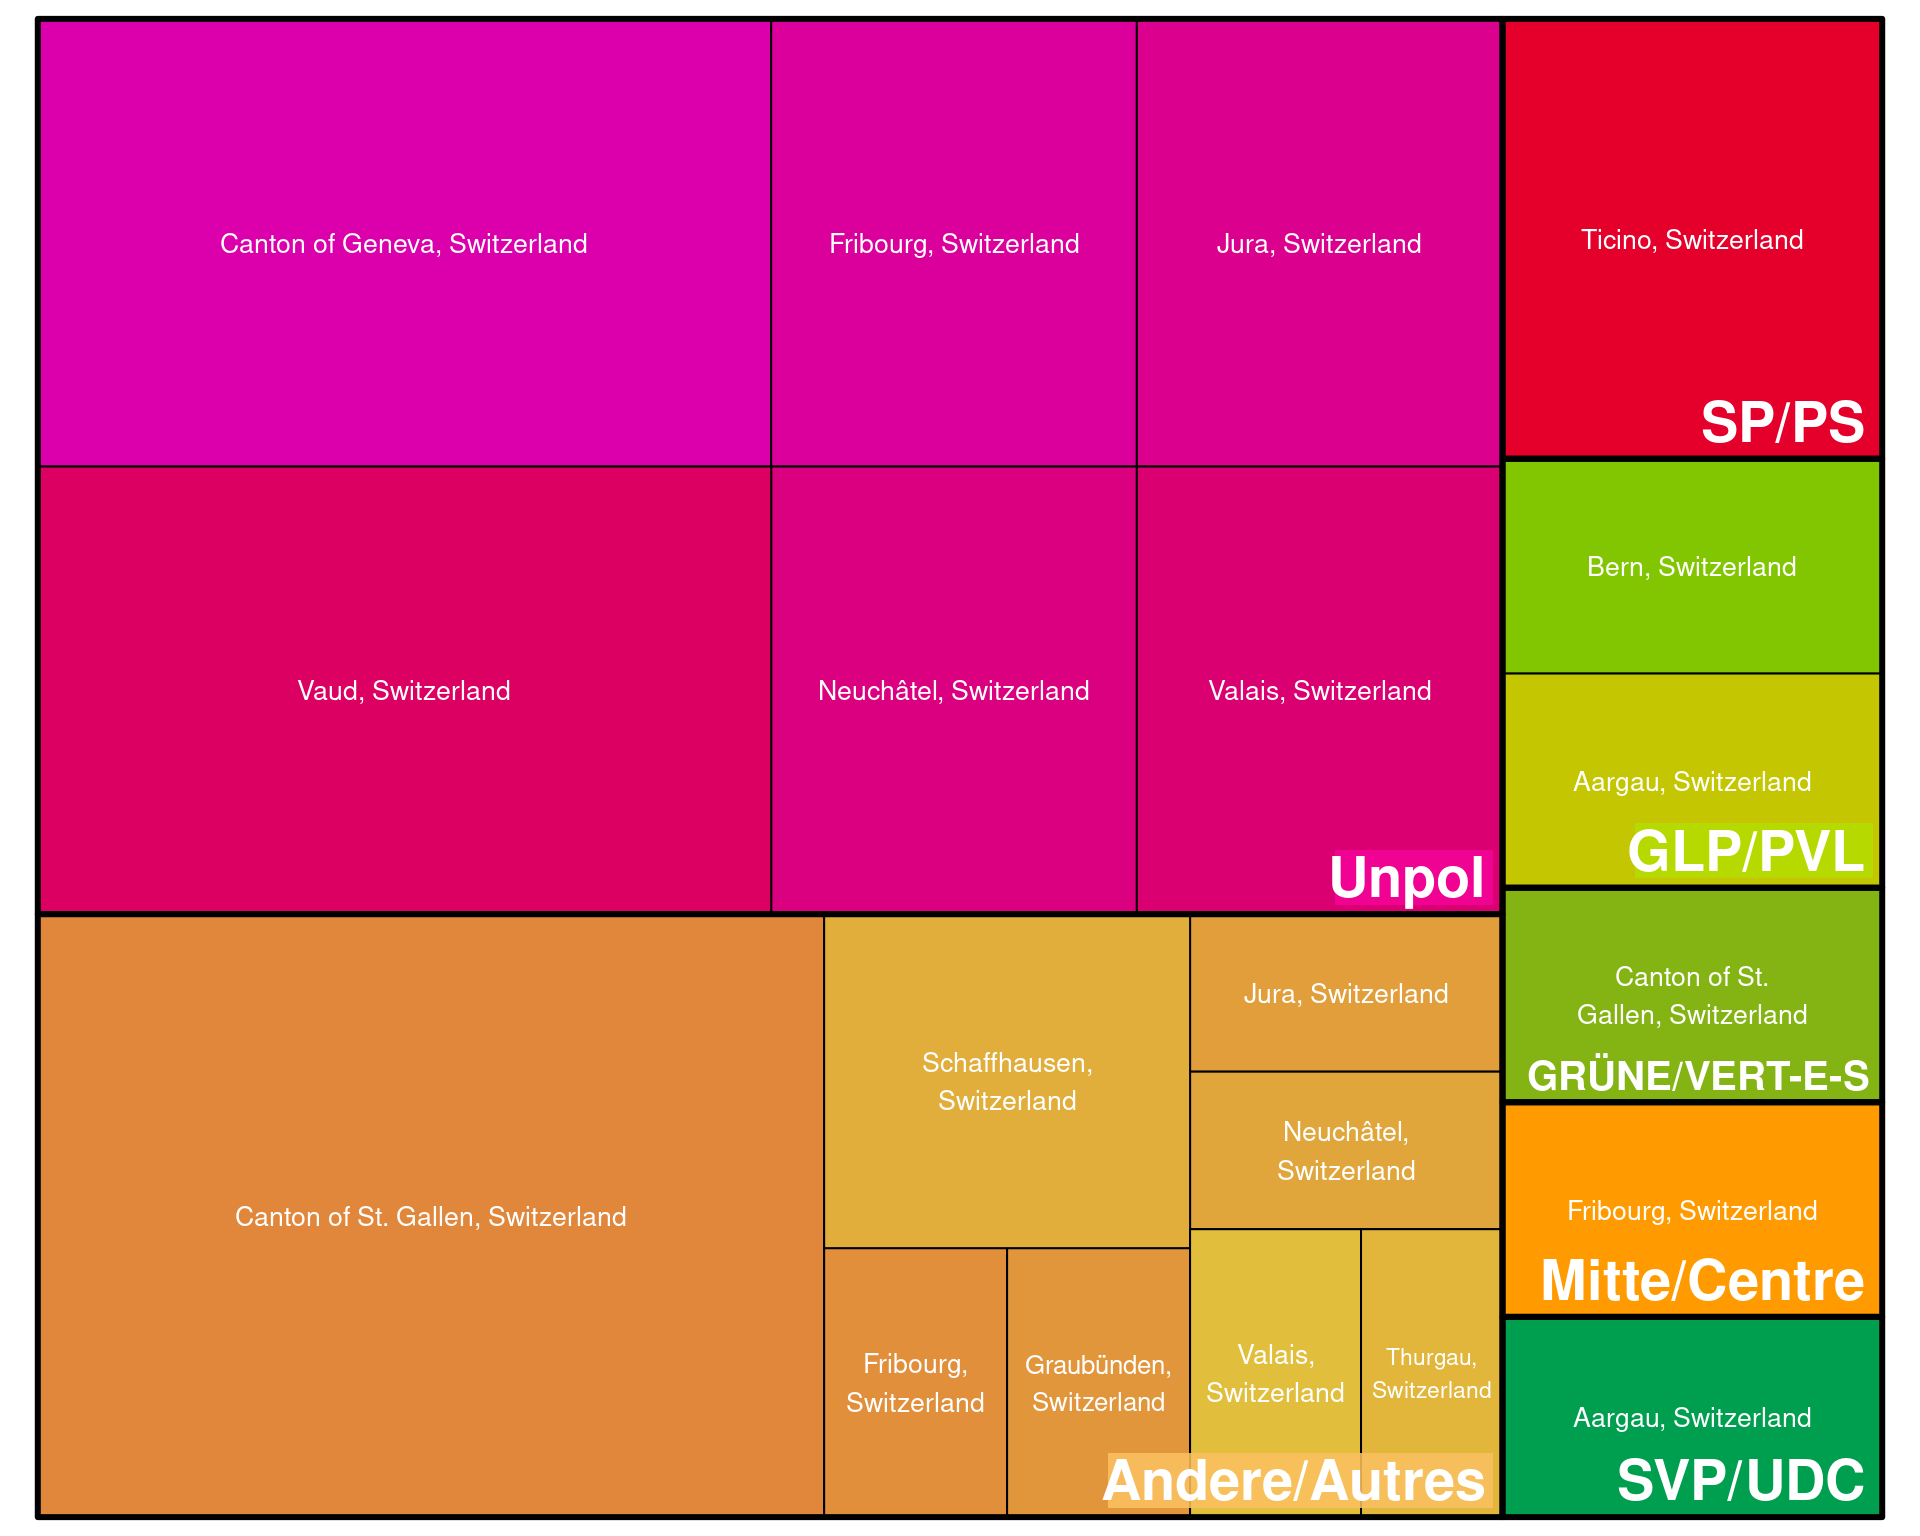 Canton of Geneva, Switzerland
Fribourg, Switzerland
Jura, Switzerland
Vaud, Switzerland
Neuchâtel, Switzerland
Valais, Switzerland
Unpol
Canton of St. Gallen, Switzerland
Schaffhausen,
Switzerland
Fribourg,
Switzerland
Graubünden,
Switzerland
Jura, Switzerland
Neuchâtel,
Switzerland
Valais,
Switzerland
Thurgau,
Switzerland
Andere/Autres
Ticino, Switzerland
SP/PS
Bern, Switzerland
Aargau, Switzerland
GLP/PVL
Canton of St.
Gallen, Switzerland
GRÜNE/VERT-E-S
Fribourg, Switzerland
Mitte/Centre
Aargau, Switzerland
SVP/UDC